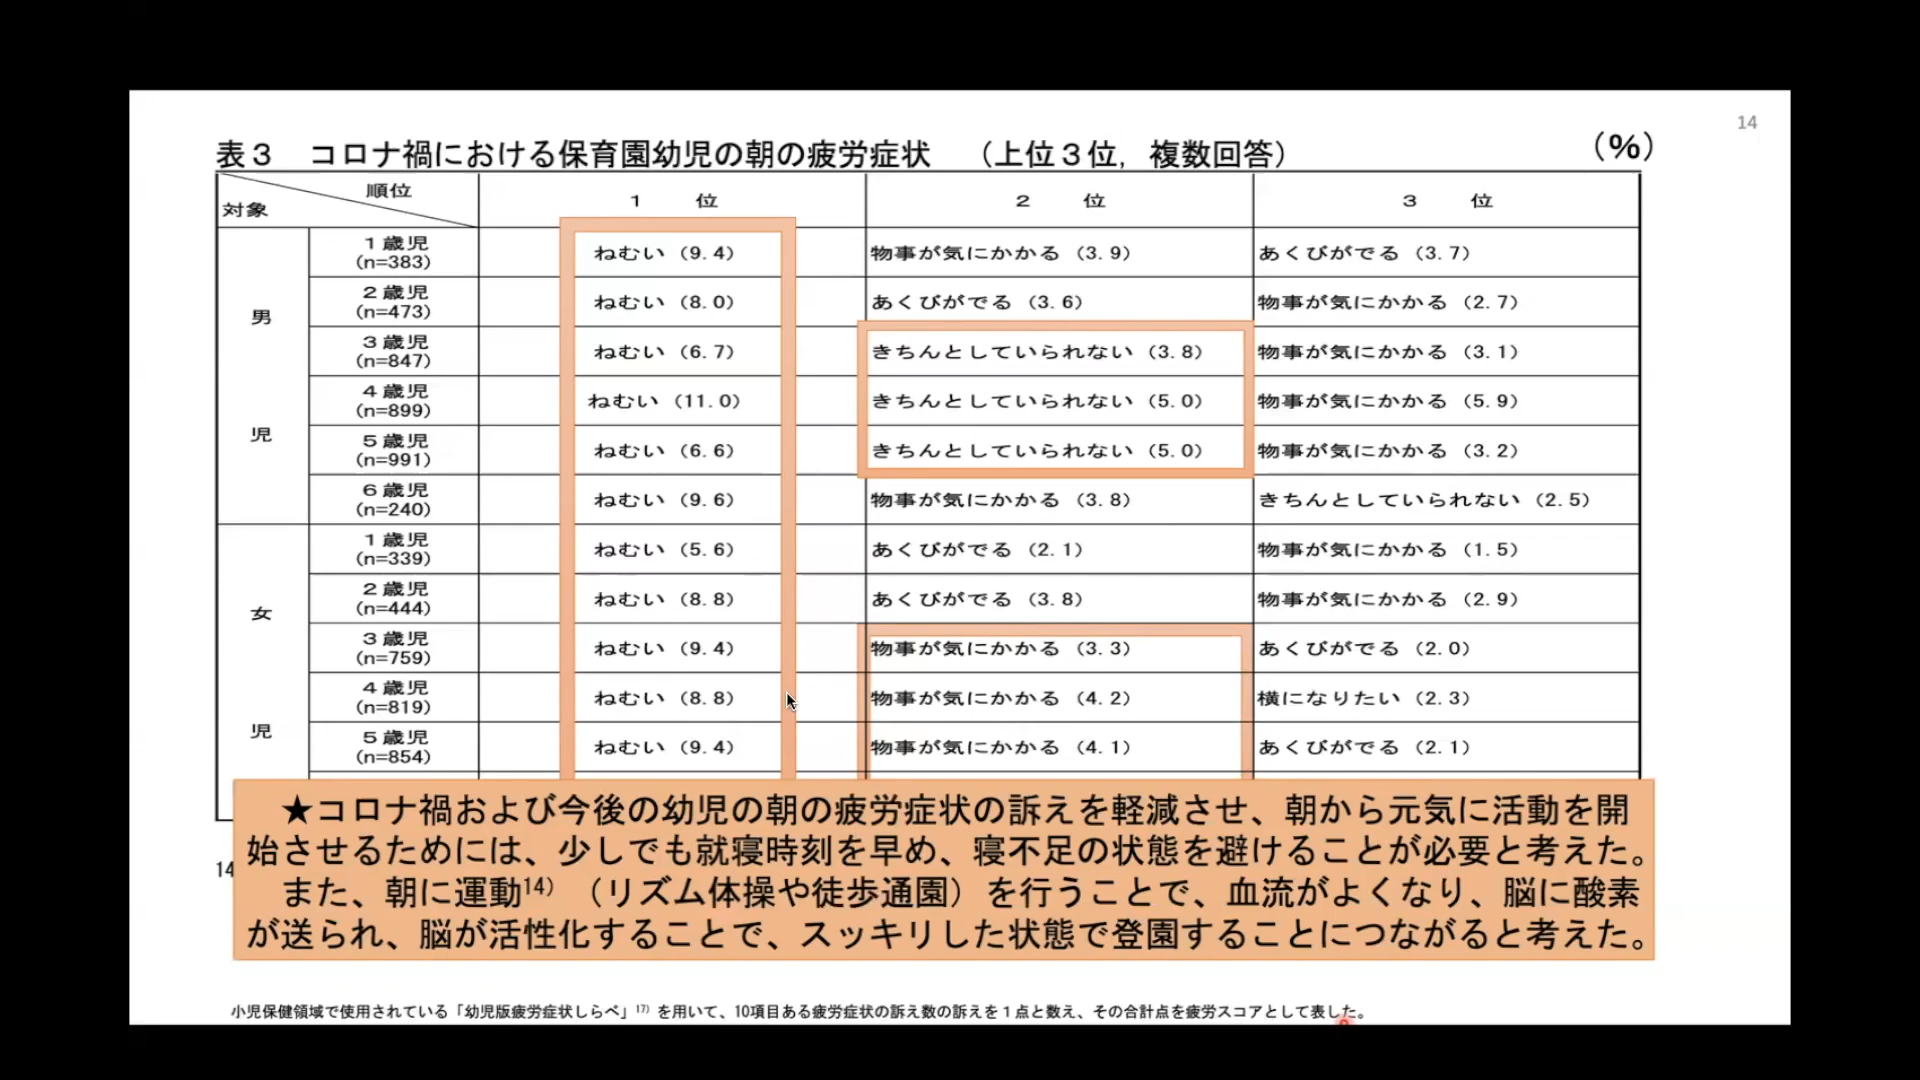 14
表３　コロナ禍における保育園幼児の朝の疲労症状　（上位３位，複数回答）　（%）
順位　対象　１　位　２　位　３　位
男児
１歳児 (n=383)　ねむい（9.4）　物事が気にかかる（3.9）　あくびがでる（3.7）
２歳児 (n=473)　ねむい（8.0）　あくびがでる（3.6）　物事が気にかかる（2.7）
３歳児 (n=847)　ねむい（6.7）　きちんとしていられない（3.8）　物事が気にかかる（3.1）
４歳児 (n=899)　ねむい（11.0）　きちんとしていられない（5.0）　物事が気にかかる（5.9）
５歳児 (n=991)　ねむい（6.6）　きちんとしていられない（5.0）　物事が気にかかる（3.2）
６歳児 (n=240)　ねむい（9.6）　物事が気にかかる（3.8）　きちんとしていられない（2.5）
女児
１歳児 (n=339)　ねむい（5.6）　あくびがでる（2.1）　物事が気にかかる（1.5）
２歳児 (n=444)　ねむい（8.8）　あくびがでる（3.8）　物事が気にかかる（2.9）
３歳児 (n=759)　ねむい（9.4）　物事が気にかかる（3.3）　あくびがでる（2.0）
４歳児 (n=819)　ねむい（8.8）　物事が気にかかる（4.2）　横になりたい（2.3）
５歳児 (n=854)　ねむい（9.4）　物事が気にかかる（4.1）　あくびがでる（2.1）
★コロナ禍および今後の幼児の朝の疲労症状の訴えを軽減させ、朝から元気に活動を開
始させるためには、少しでも就寝時刻を早め、寝不足の状態を避けることが必要と考えた。
また、朝に運動14）（リズム体操や徒歩通園）を行うことで、血流がよくなり、脳に酸素
が送られ、脳が活性化することで、スッキリした状態で登園することにつながると考えた。
14
小児保健領域で使用されている「幼児版疲労症状しらべ」17）を用いて、10項目ある疲労症状の訴え数の訴えを１点と数え、その合計点を疲労スコアとして表した。